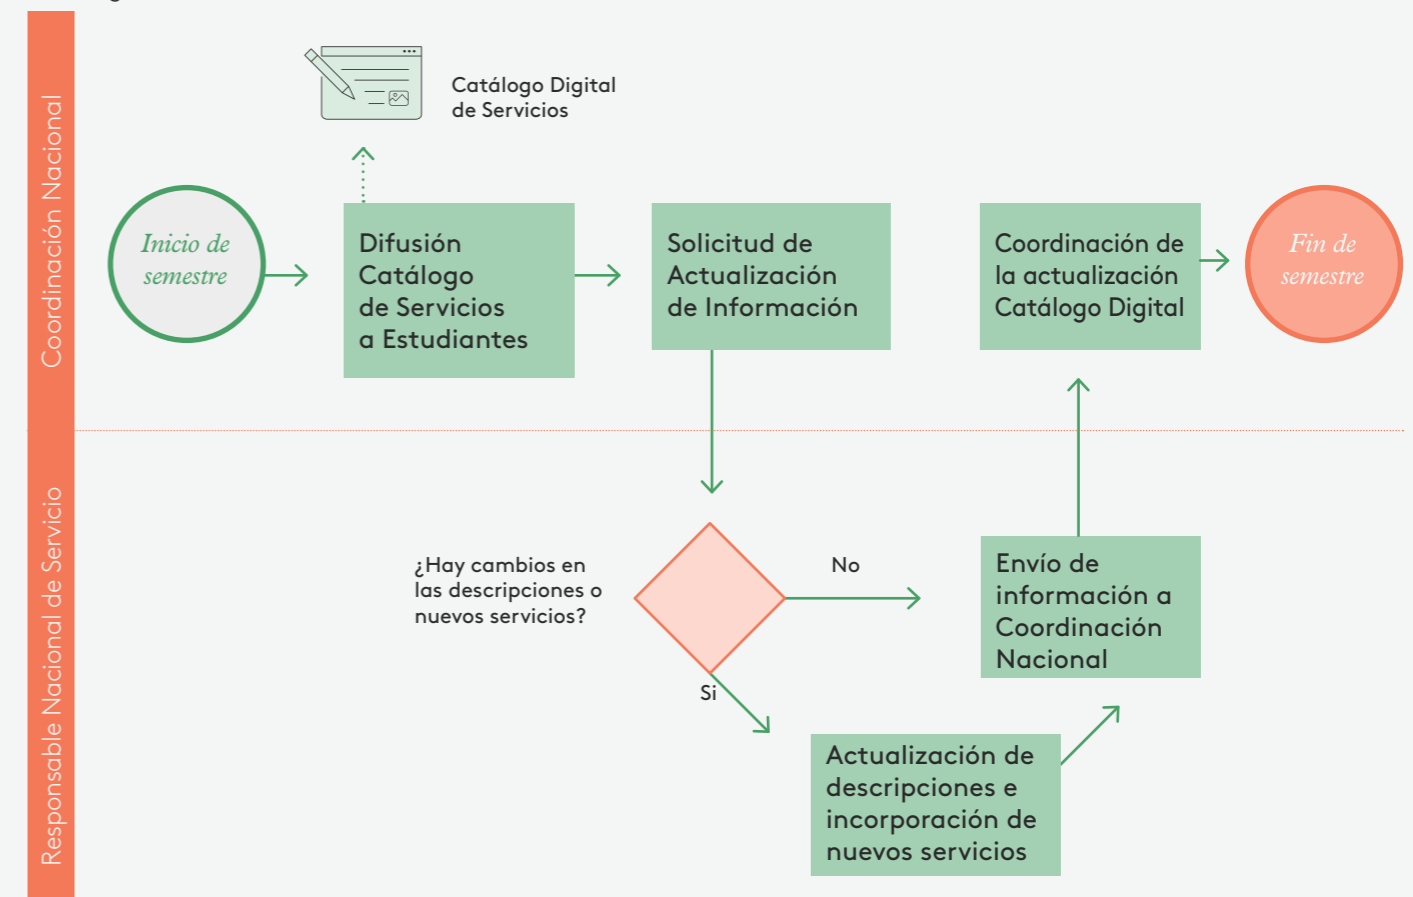 Coordinación Nacional
Catálogo Digital
de Servicios
Inicio de
semestre
Difusión
Catálogo
de Servicios
a Estudiantes
Solicitud de
Actualización
de Información
Coordinación de
la actualización
Catálogo Digital
Fin de
semestre
Responsable Nacional de Servicio
¿Hay cambios en
las descripciones o
nuevos servicios?
No
Si
Envío de
información a
Coordinación
Nacional
Actualización de
descripciones e
incorporación de
nuevos servicios